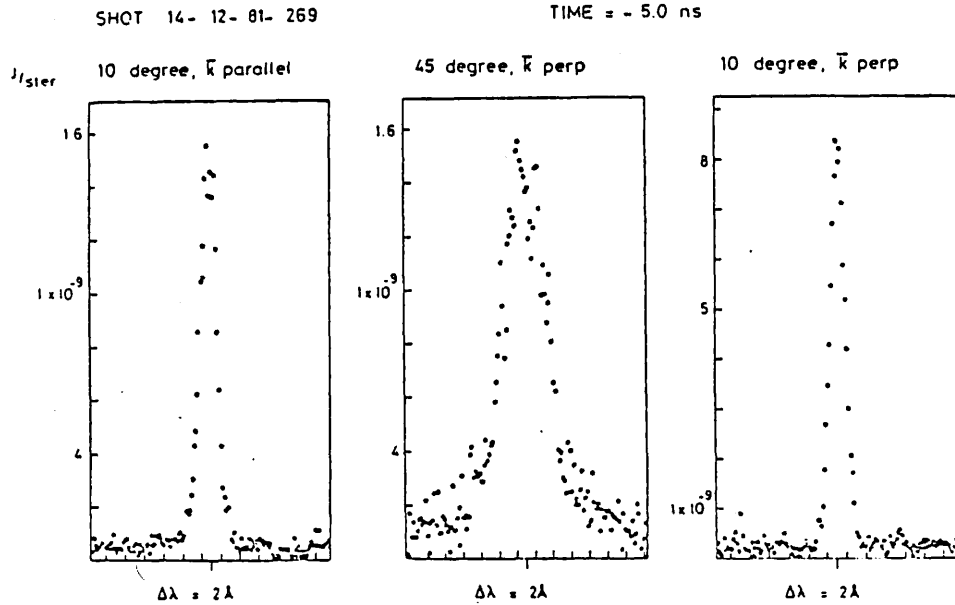 SHOT 14-12-81-269
TIME = - 5.0 ns
J/ster
10 degree, k̅ parallel
45 degree, k̅ perp
10 degree, k̅ perp
16
1 x 10⁻⁹
4
Δλ = 2Å
1.6
1 x 10⁻⁹
4
Δλ = 2Å
8
5
1 x 10⁻⁹
Δλ = 2Å